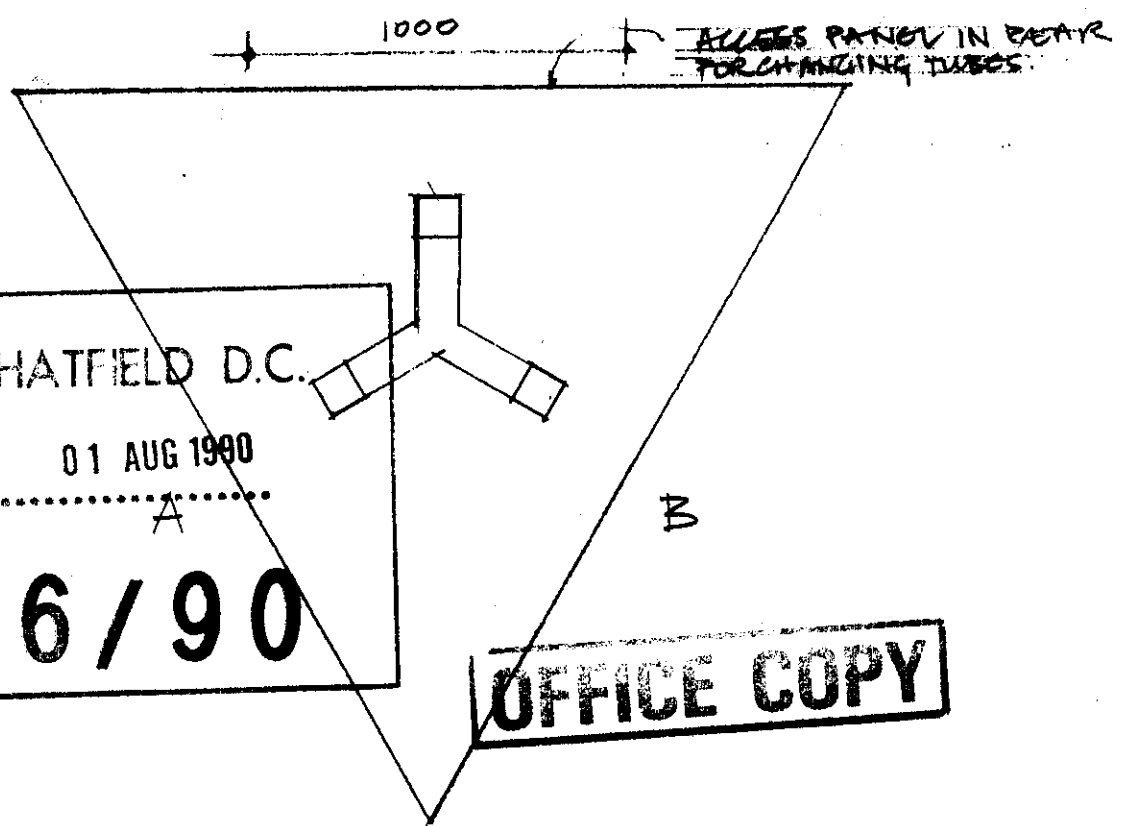 1000
ACCESS PANEL IN REAR
FOR CHANGING TUBES.
HATFIELD D.C.
01 AUG 1990
A
B
6/90
OFFICE COPY